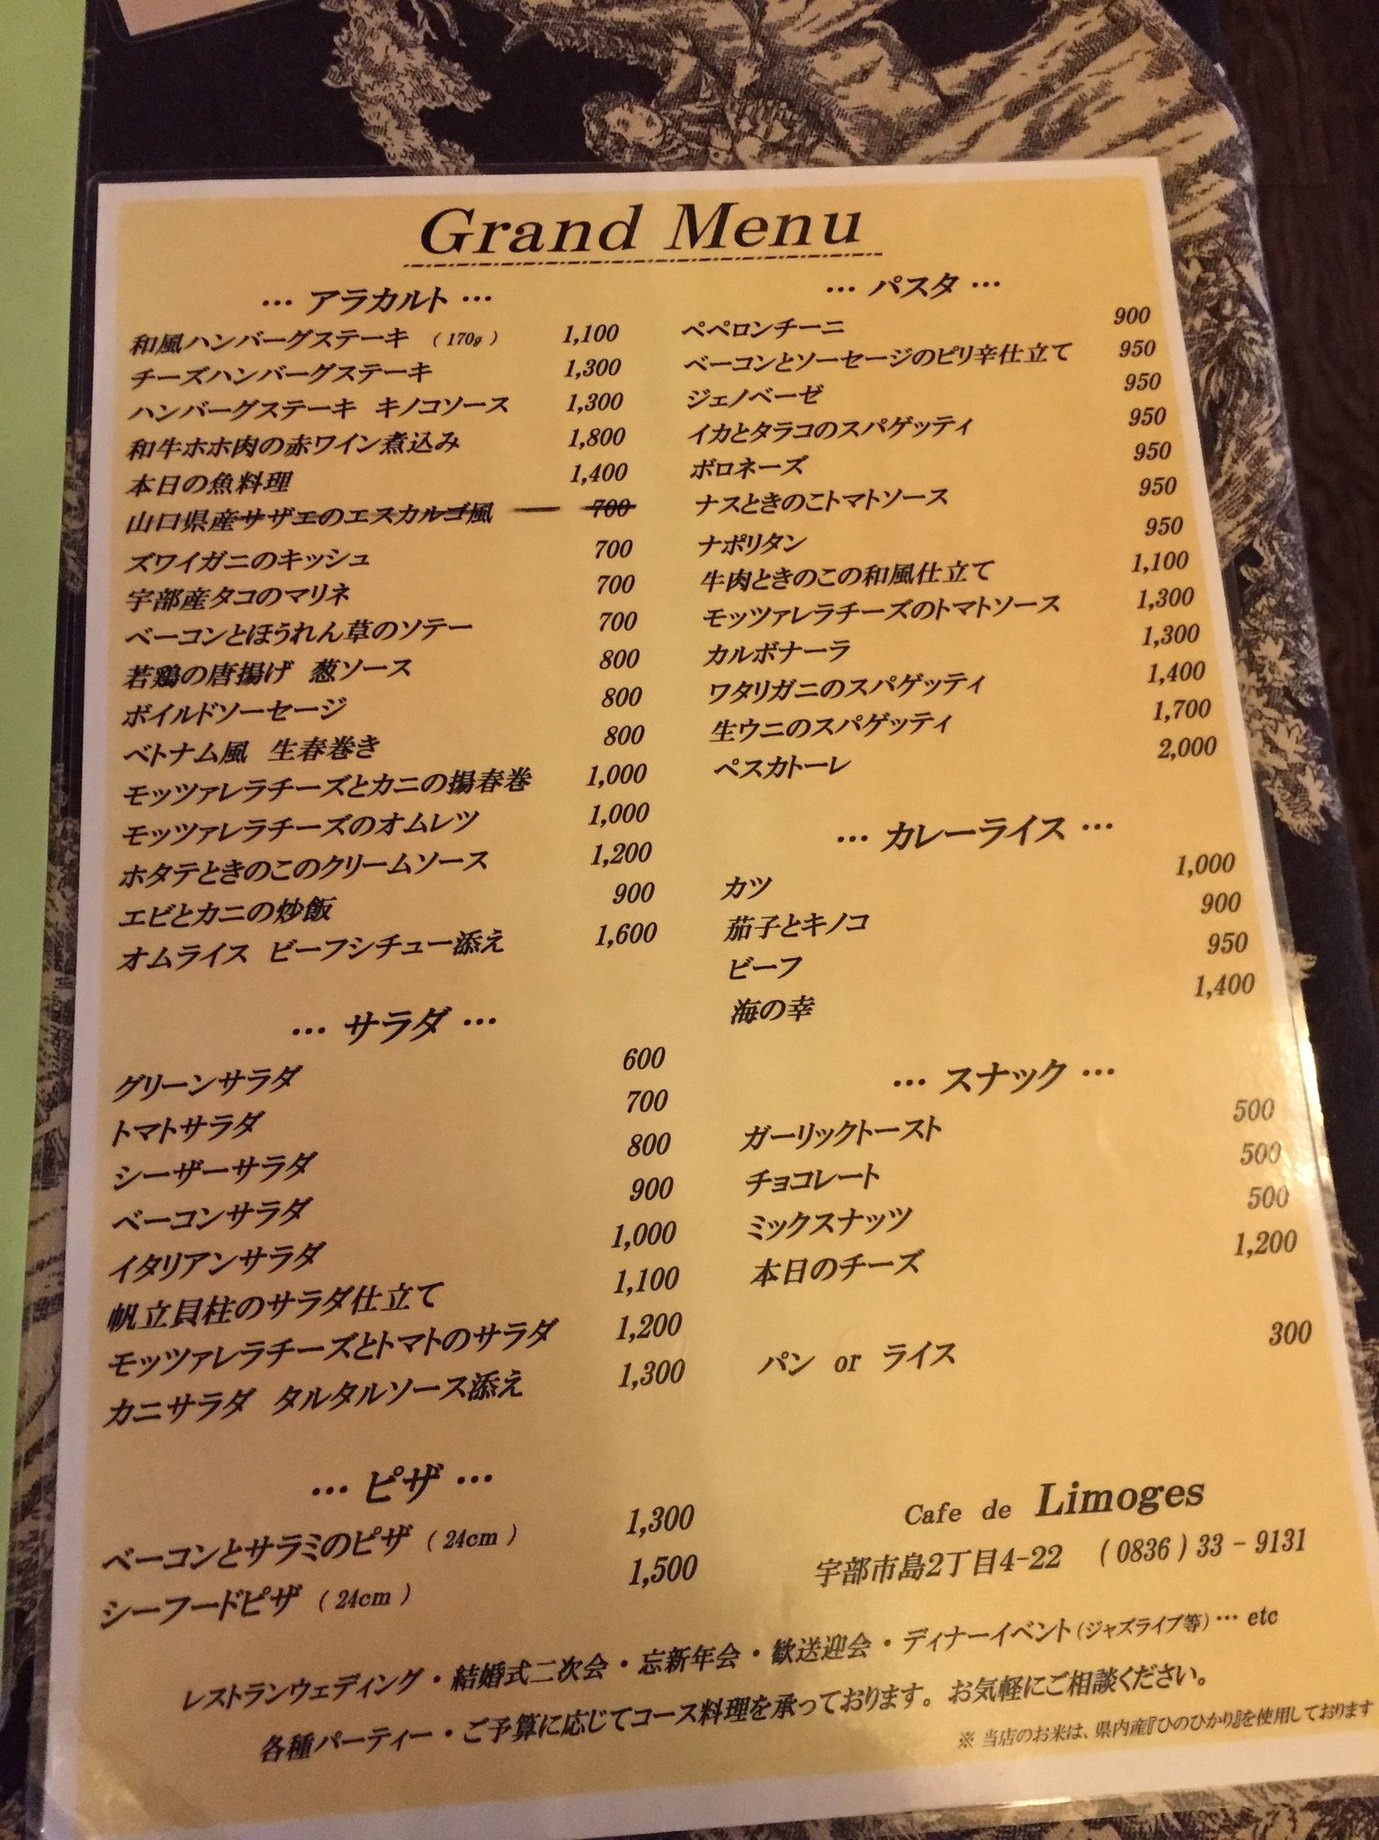 Grand Menu
… アラカルト …
和風ハンバーグステーキ （170g） 1,100
チーズハンバーグステーキ 1,300
ハンバーグステーキ キノコソース 1,300
和牛ホホ肉の赤ワイン煮込み 1,800
本日の魚料理 1,400
山口県産サザエのエスカルゴ風 700
ズワイガニのキッシュ 700
宇部産タコのマリネ 700
ベーコンとほうれん草のソテー 700
若鶏の唐揚げ 葱ソース 800
ボイルドソーセージ 800
ベトナム風 生春巻き 800
モッツァレラチーズとカニの揚春巻 1,000
モッツァレラチーズのオムレツ 1,000
ホタテときのこのクリームソース 1,200
エビとカニの炒飯 900
オムライス ビーフシチュー添え 1,600
… サラダ …
グリーンサラダ 600
トマトサラダ 700
シーザーサラダ 800
ベーコンサラダ 900
イタリアンサラダ 1,000
帆立貝柱のサラダ仕立て 1,100
モッツァレラチーズとトマトのサラダ 1,200
カニサラダ タルタルソース添え 1,300
… ピザ …
ベーコンとサラミのピザ （24cm） 1,300
シーフードピザ （24cm） 1,500
… パスタ …
ペペロンチーニ 900
ベーコンとソーセージのピリ辛仕立て 950
ジェノベーゼ 950
イカとタラコのスパゲッティ 950
ボロネーズ 950
ナスときのこトマトソース 950
ナポリタン 950
牛肉ときのこの和風仕立て 1,100
モッツァレラチーズのトマトソース 1,300
カルボナーラ 1,300
ワタリガニのスパゲッティ 1,400
生ウニのスパゲッティ 1,700
ペスカトーレ 2,000
… カレーライス …
カツ 1,000
茄子とキノコ 900
ビーフ 950
海の幸 1,400
… スナック …
ガーリックトースト 500
チョコレート 500
ミックスナッツ 500
本日のチーズ 1,200
パン or ライス 300
Cafe de Limoges
宇部市島2丁目4-22 （0836）33－9131
レストランウェディング・結婚式二次会・忘新年会・歓送迎会・ディナーイベント（ジャズライブ等）… etc
各種パーティー・ご予算に応じてコース料理を承っております。お気軽にご相談ください。
※ 当店のお米は、県内産『ひのひかり』を使用しております